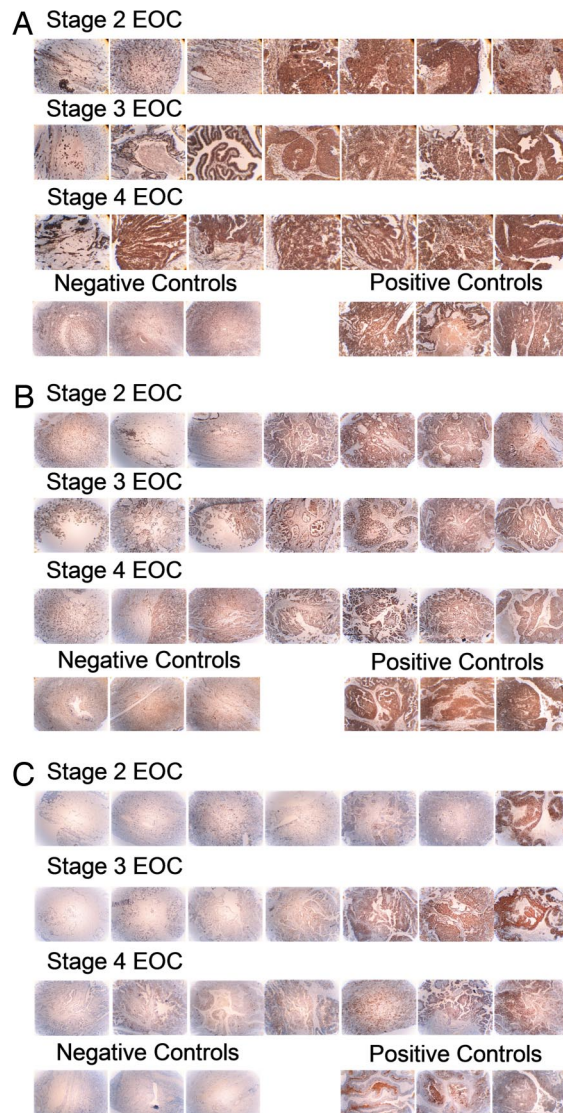 A Stage 2 EOC
Stage 3 EOC
Stage 4 EOC
Negative Controls Positive Controls
B Stage 2 EOC
Stage 3 EOC
Stage 4 EOC
Negative Controls Positive Controls
C Stage 2 EOC
Stage 3 EOC
Stage 4 EOC
Negative Controls Positive Controls